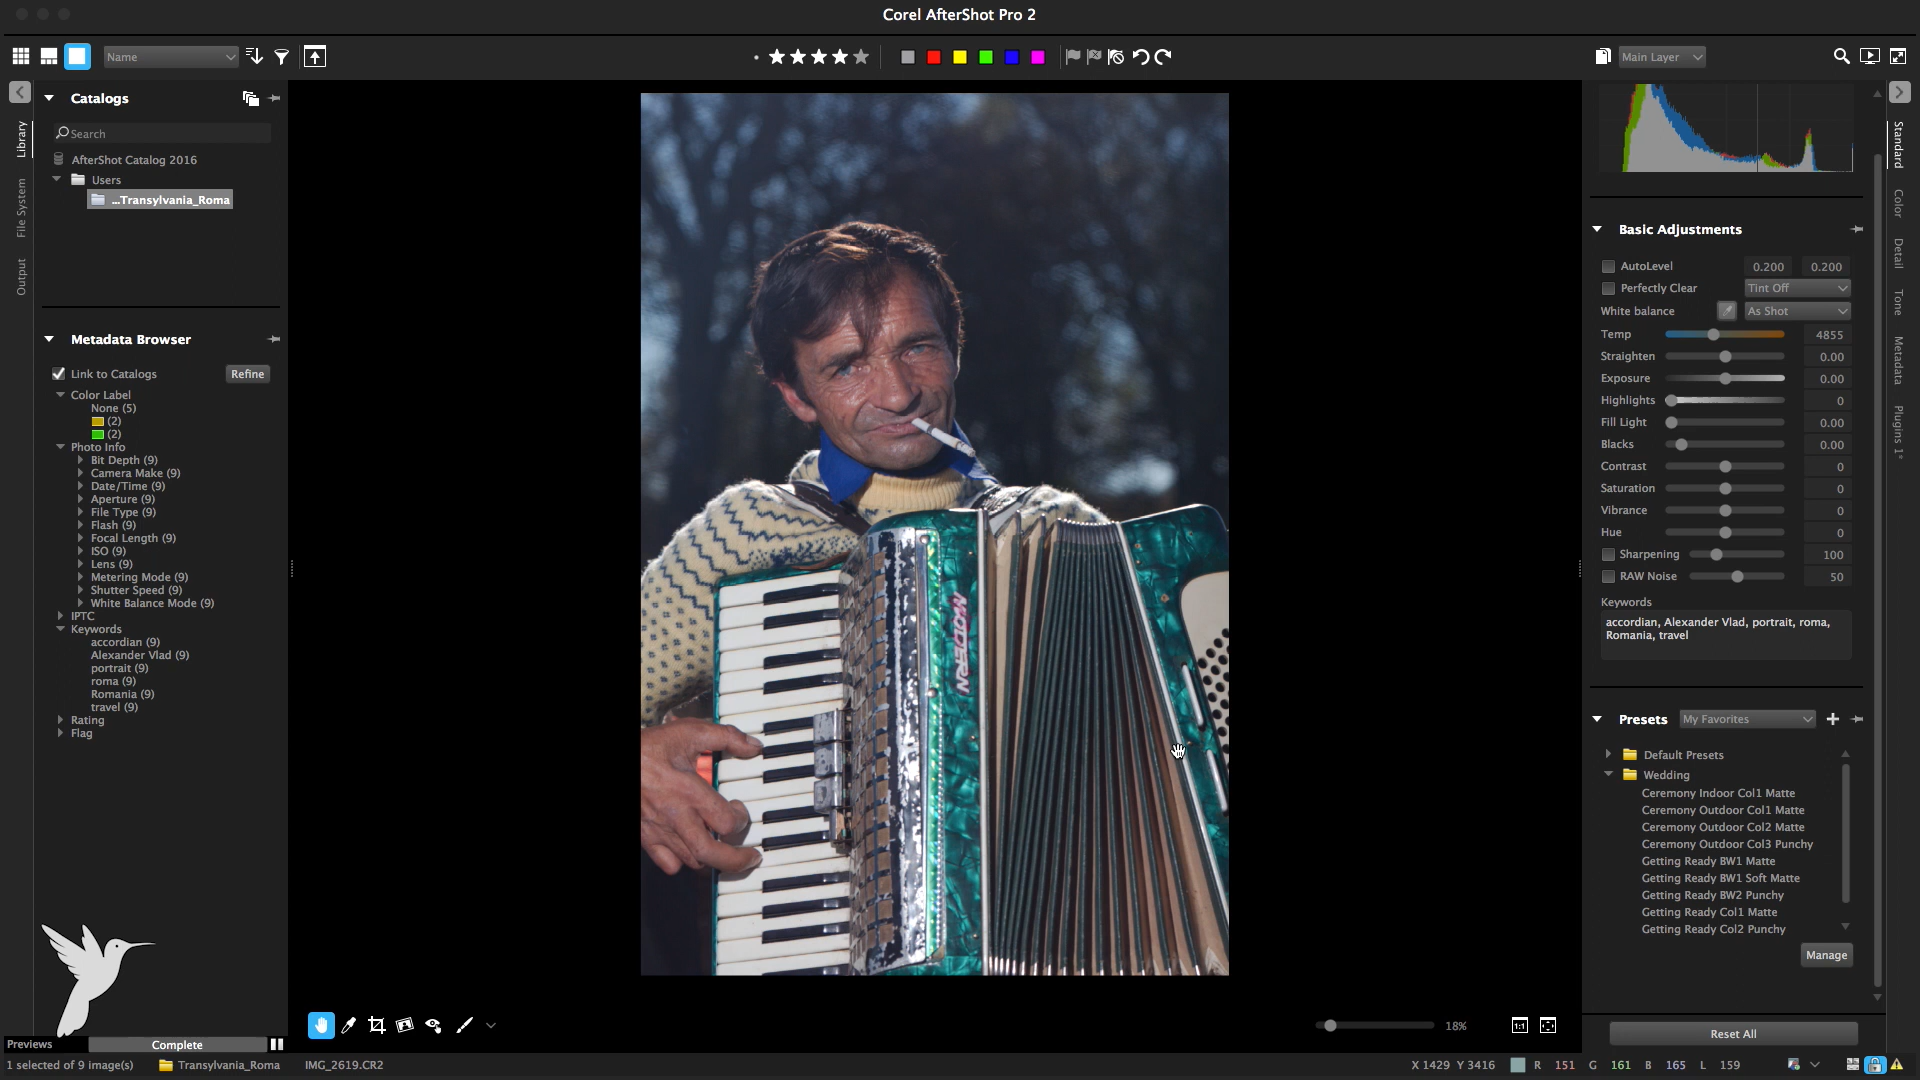 Corel AfterShot Pro 2
Name
Main Layer
Library
File System
Output
Catalogs
Search
AfterShot Catalog 2016
Users
...Transylvania_Roma
Metadata Browser
Link to Catalogs
Refine
Color Label
None (5)
(2)
(2)
Photo Info
Bit Depth (9)
Camera Make (9)
Date/Time (9)
Aperture (9)
File Type (9)
Flash (9)
Focal Length (9)
ISO (9)
Lens (9)
Metering Mode (9)
Shutter Speed (9)
White Balance Mode (9)
IPTC
Keywords
accordian (9)
Alexander Vlad (9)
portrait (9)
roma (9)
Romania (9)
travel (9)
Rating
Flag
MODERN
18%
1:1
Standard
Color
Detail
Tone
Metadata
Plugins 1*
Basic Adjustments
AutoLevel 0.200 0.200
Perfectly Clear Tint Off
White balance As Shot
Temp 4855
Straighten 0.00
Exposure 0.00
Highlights 0
Fill Light 0.00
Blacks 0.00
Contrast 0
Saturation 0
Vibrance 0
Hue 0
Sharpening 100
RAW Noise 50
Keywords
accordian, Alexander Vlad, portrait, roma,
Romania, travel
Presets My Favorites
Default Presets
Wedding
Ceremony Indoor Col1 Matte
Ceremony Outdoor Col1 Matte
Ceremony Outdoor Col2 Matte
Ceremony Outdoor Col3 Punchy
Getting Ready BW1 Matte
Getting Ready BW1 Soft Matte
Getting Ready BW2 Punchy
Getting Ready Col1 Matte
Getting Ready Col2 Punchy
Manage
Reset All
Previews Complete
1 selected of 9 image(s) Transylvania_Roma IMG_2619.CR2 X 1429 Y 3416 R 151 G 161 B 165 L 159